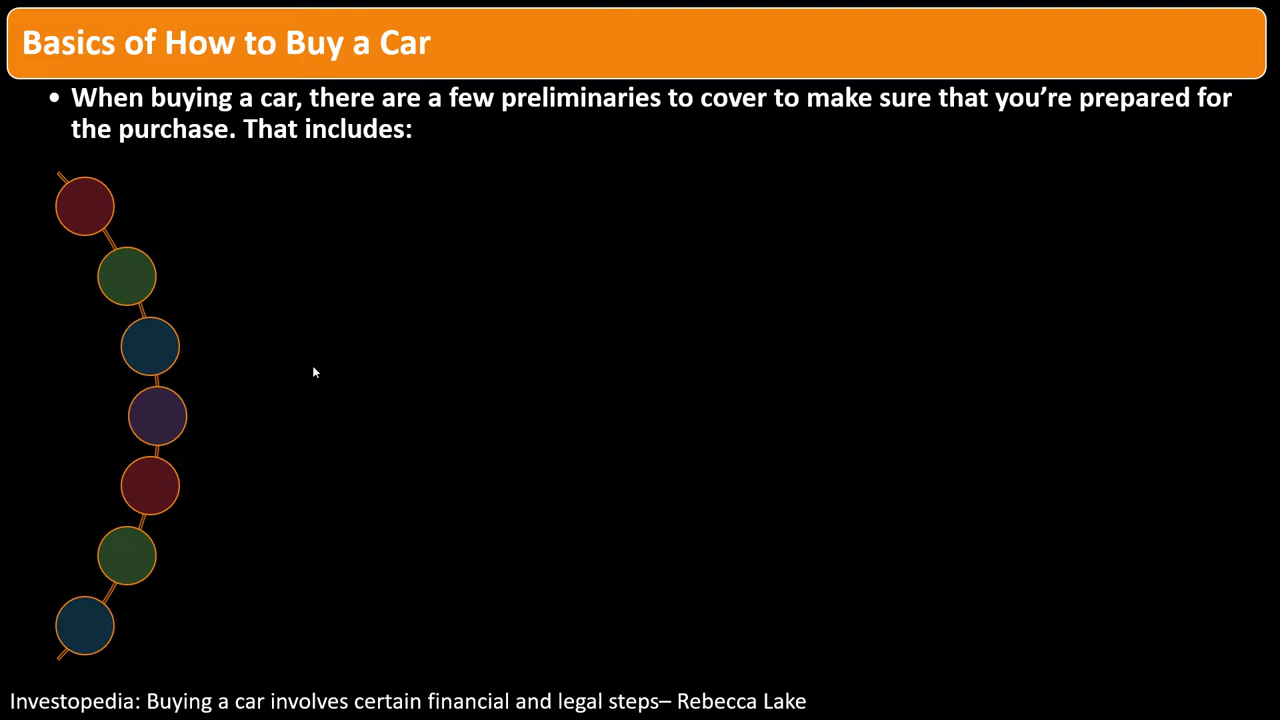 Basics of How to Buy a Car
• When buying a car, there are a few preliminaries to cover to make sure that you’re prepared for
the purchase. That includes:
Investopedia: Buying a car involves certain financial and legal steps– Rebecca Lake